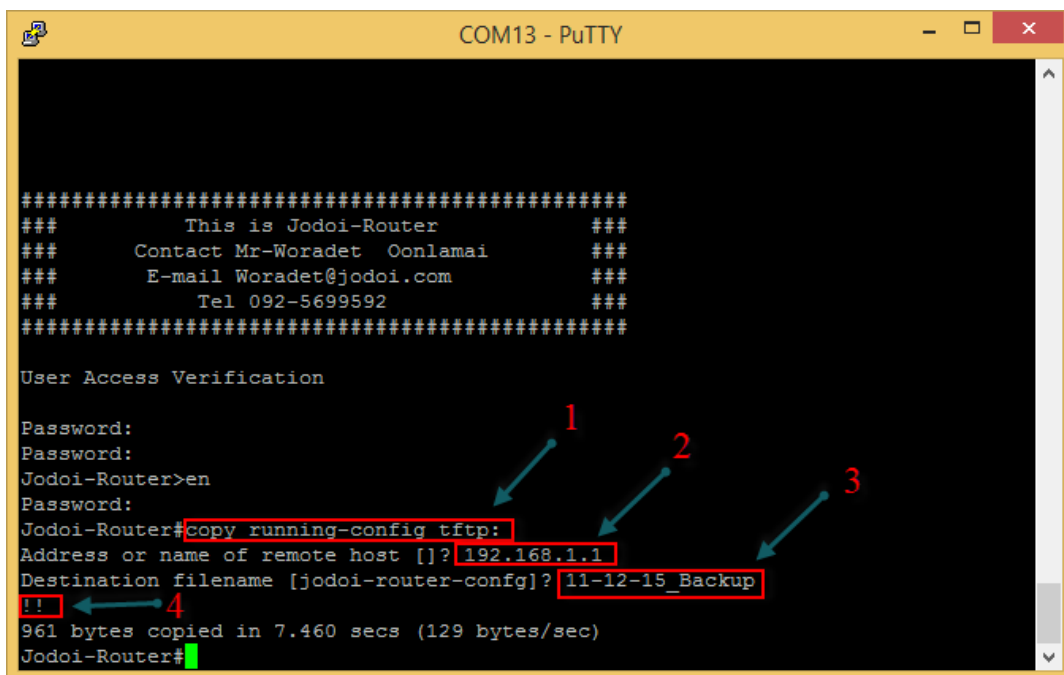 COM13 - PuTTY
##################################################
### This is Jodoi-Router ###
### Contact Mr-Woradet Oonlamai ###
### E-mail Woradet@jodoi.com ###
### Tel 092-5699592 ###
##################################################
User Access Verification
Password:
Password:
Jodoi-Router>en
Password:
Jodoi-Router#copy running-config tftp:
1
Address or name of remote host []? 192.168.1.1
2
Destination filename [jodoi-router-confg]? 11-12-15_Backup
3
!!
4
961 bytes copied in 7.460 secs (129 bytes/sec)
Jodoi-Router#